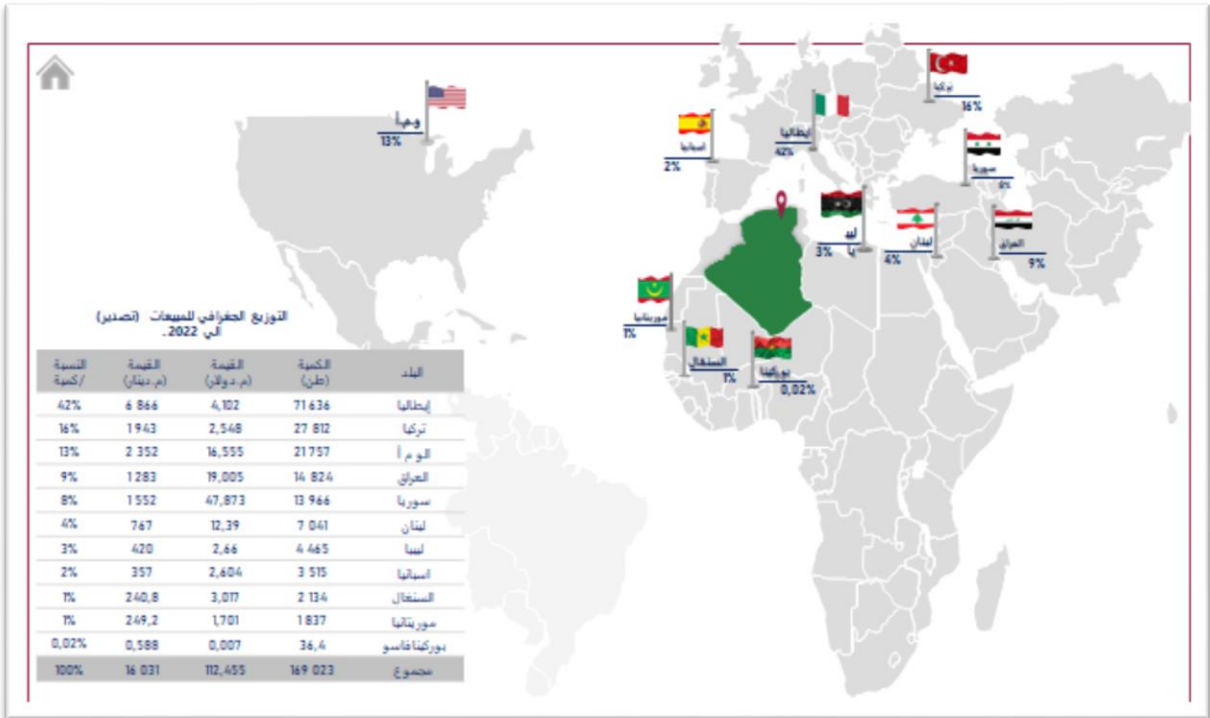 و.م.أ
13%
تركيا
16%
ايطاليا
42%
اسبانيا
2%
سوريا
8%
ليبيا
3%
لبنان
4%
العراق
9%
موريتانيا
1%
السنغال
1%
بوركينا
0,02%
التوزيع الجغرافي للمبيعات (تصدير)
الي 2022.
البلد الكمية (طن) القيمة (م.دولار) القيمة (م.دينار) النسبة /كمية
إيطاليا 71 636 4,102 6 866 42%
تركيا 27 812 2,548 1 943 16%
الو م أ 21 757 16,555 2 352 13%
العراق 14 824 19,005 1 283 9%
سوريا 13 966 47,873 1 552 8%
لبنان 7 041 12,39 767 4%
ليبيا 4 465 2,66 420 3%
اسبانيا 3 515 2,604 357 2%
السنغال 2 134 3,017 240,8 1%
موريتانيا 1 837 1,701 249,2 1%
بوركينافاسو 36,4 0,007 0,588 0,02%
مجموع 169 023 112,455 16 031 100%